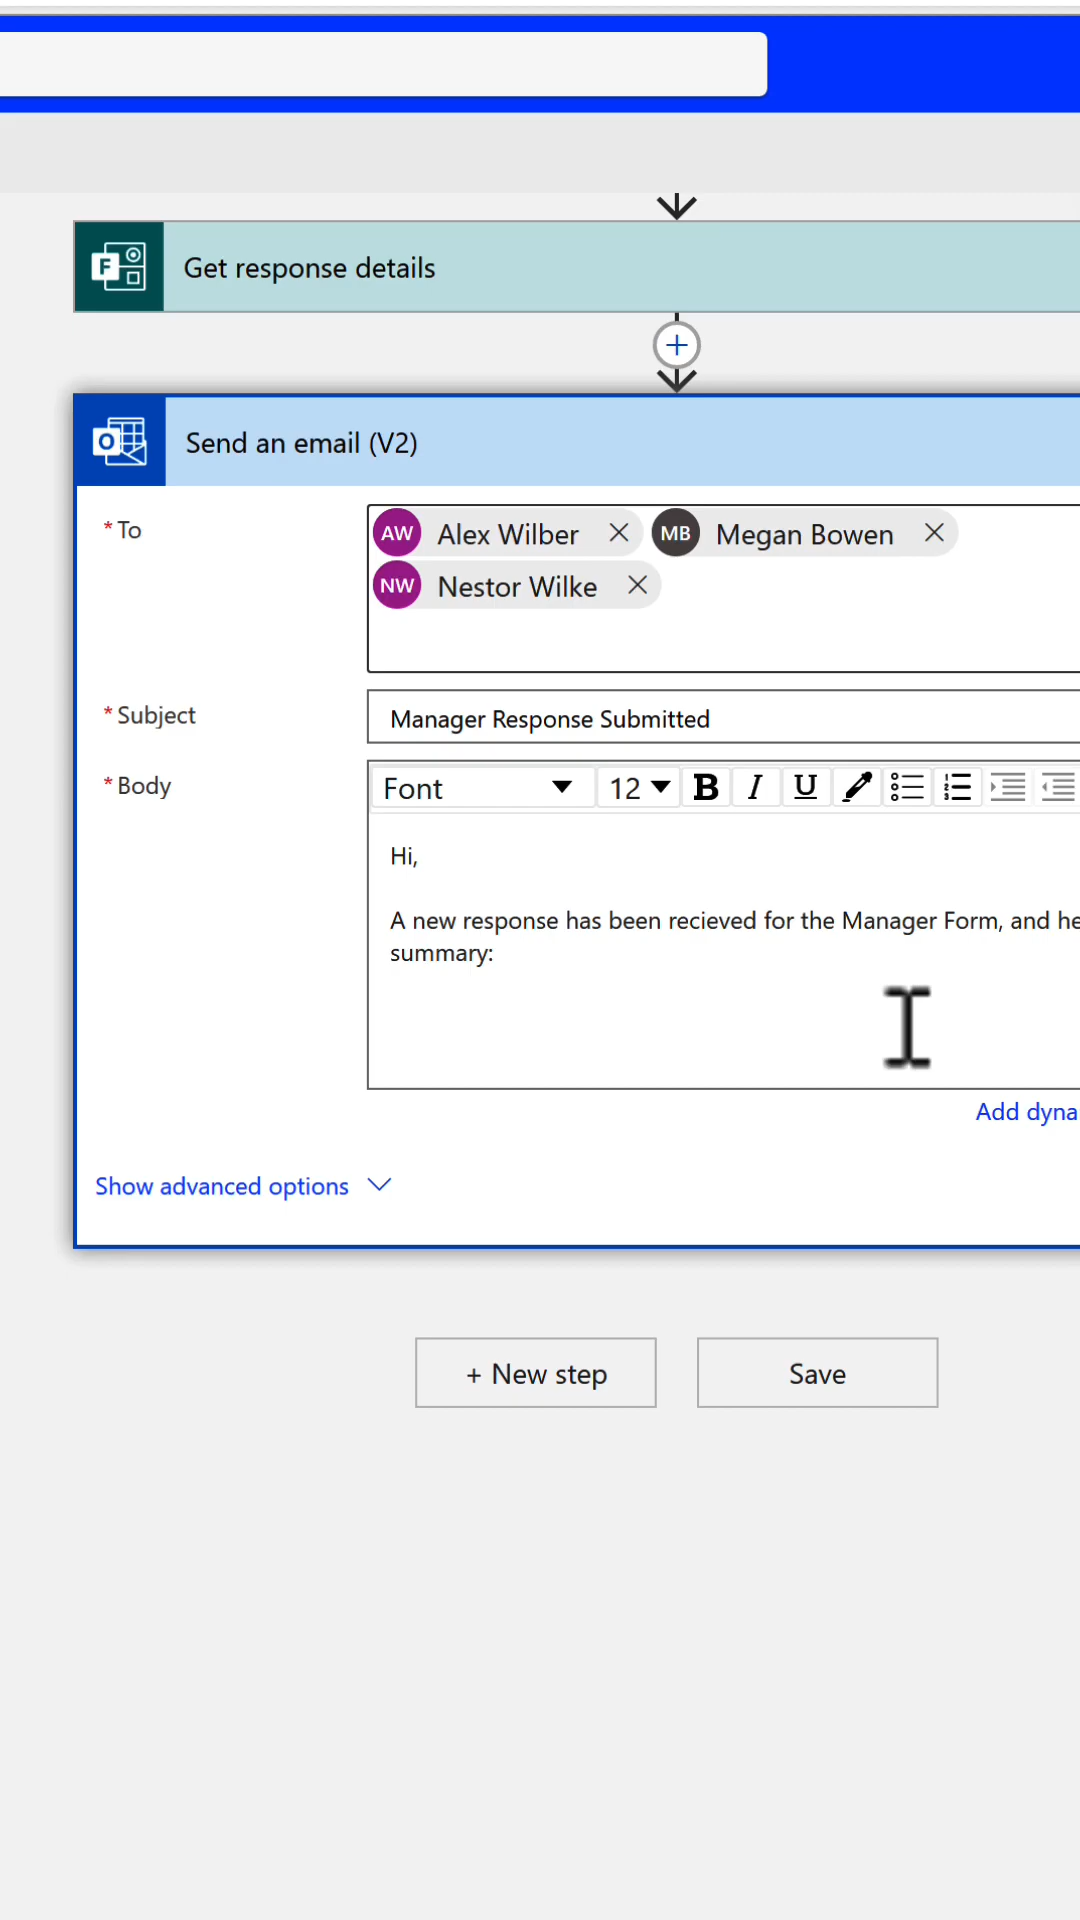 Get response details
Send an email (V2)
* To
AW Alex Wilber MB Megan Bowen
NW Nestor Wilke
* Subject
Manager Response Submitted
* Body
Font 12 B I U
Hi,
A new response has been recieved for the Manager Form, and he
summary:
Add dyna
Show advanced options
+ New step
Save